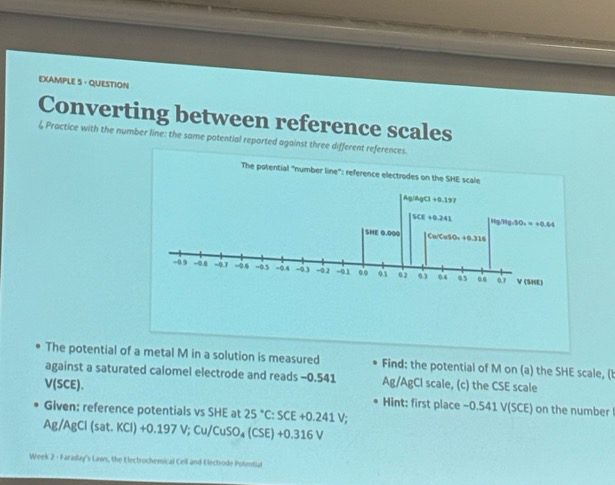 EXAMPLE 5 · QUESTION
Converting between reference scales
Practice with the number line: the same potential reported against three different references.
The potential "number line": reference electrodes on the SHE scale
Ag/AgCl +0.197
SCE +0.241
Hg/Hg₂SO₄ ≈ +0.64
SHE 0.000
Cu/CuSO₄ +0.316
−0.9 −0.8 −0.7 −0.6 −0.5 −0.4 −0.3 −0.2 −0.1 0.0 0.1 0.2 0.3 0.4 0.5 0.6 0.7 V (SHE)
• The potential of a metal M in a solution is measured
against a saturated calomel electrode and reads −0.541
V(SCE).
• Given: reference potentials vs SHE at 25 °C: SCE +0.241 V;
Ag/AgCl (sat. KCl) +0.197 V; Cu/CuSO₄ (CSE) +0.316 V
• Find: the potential of M on (a) the SHE scale, (b
Ag/AgCl scale, (c) the CSE scale
• Hint: first place −0.541 V(SCE) on the number
Week 2 · Faraday's Laws, the Electrochemical Cell and Electrode Potential